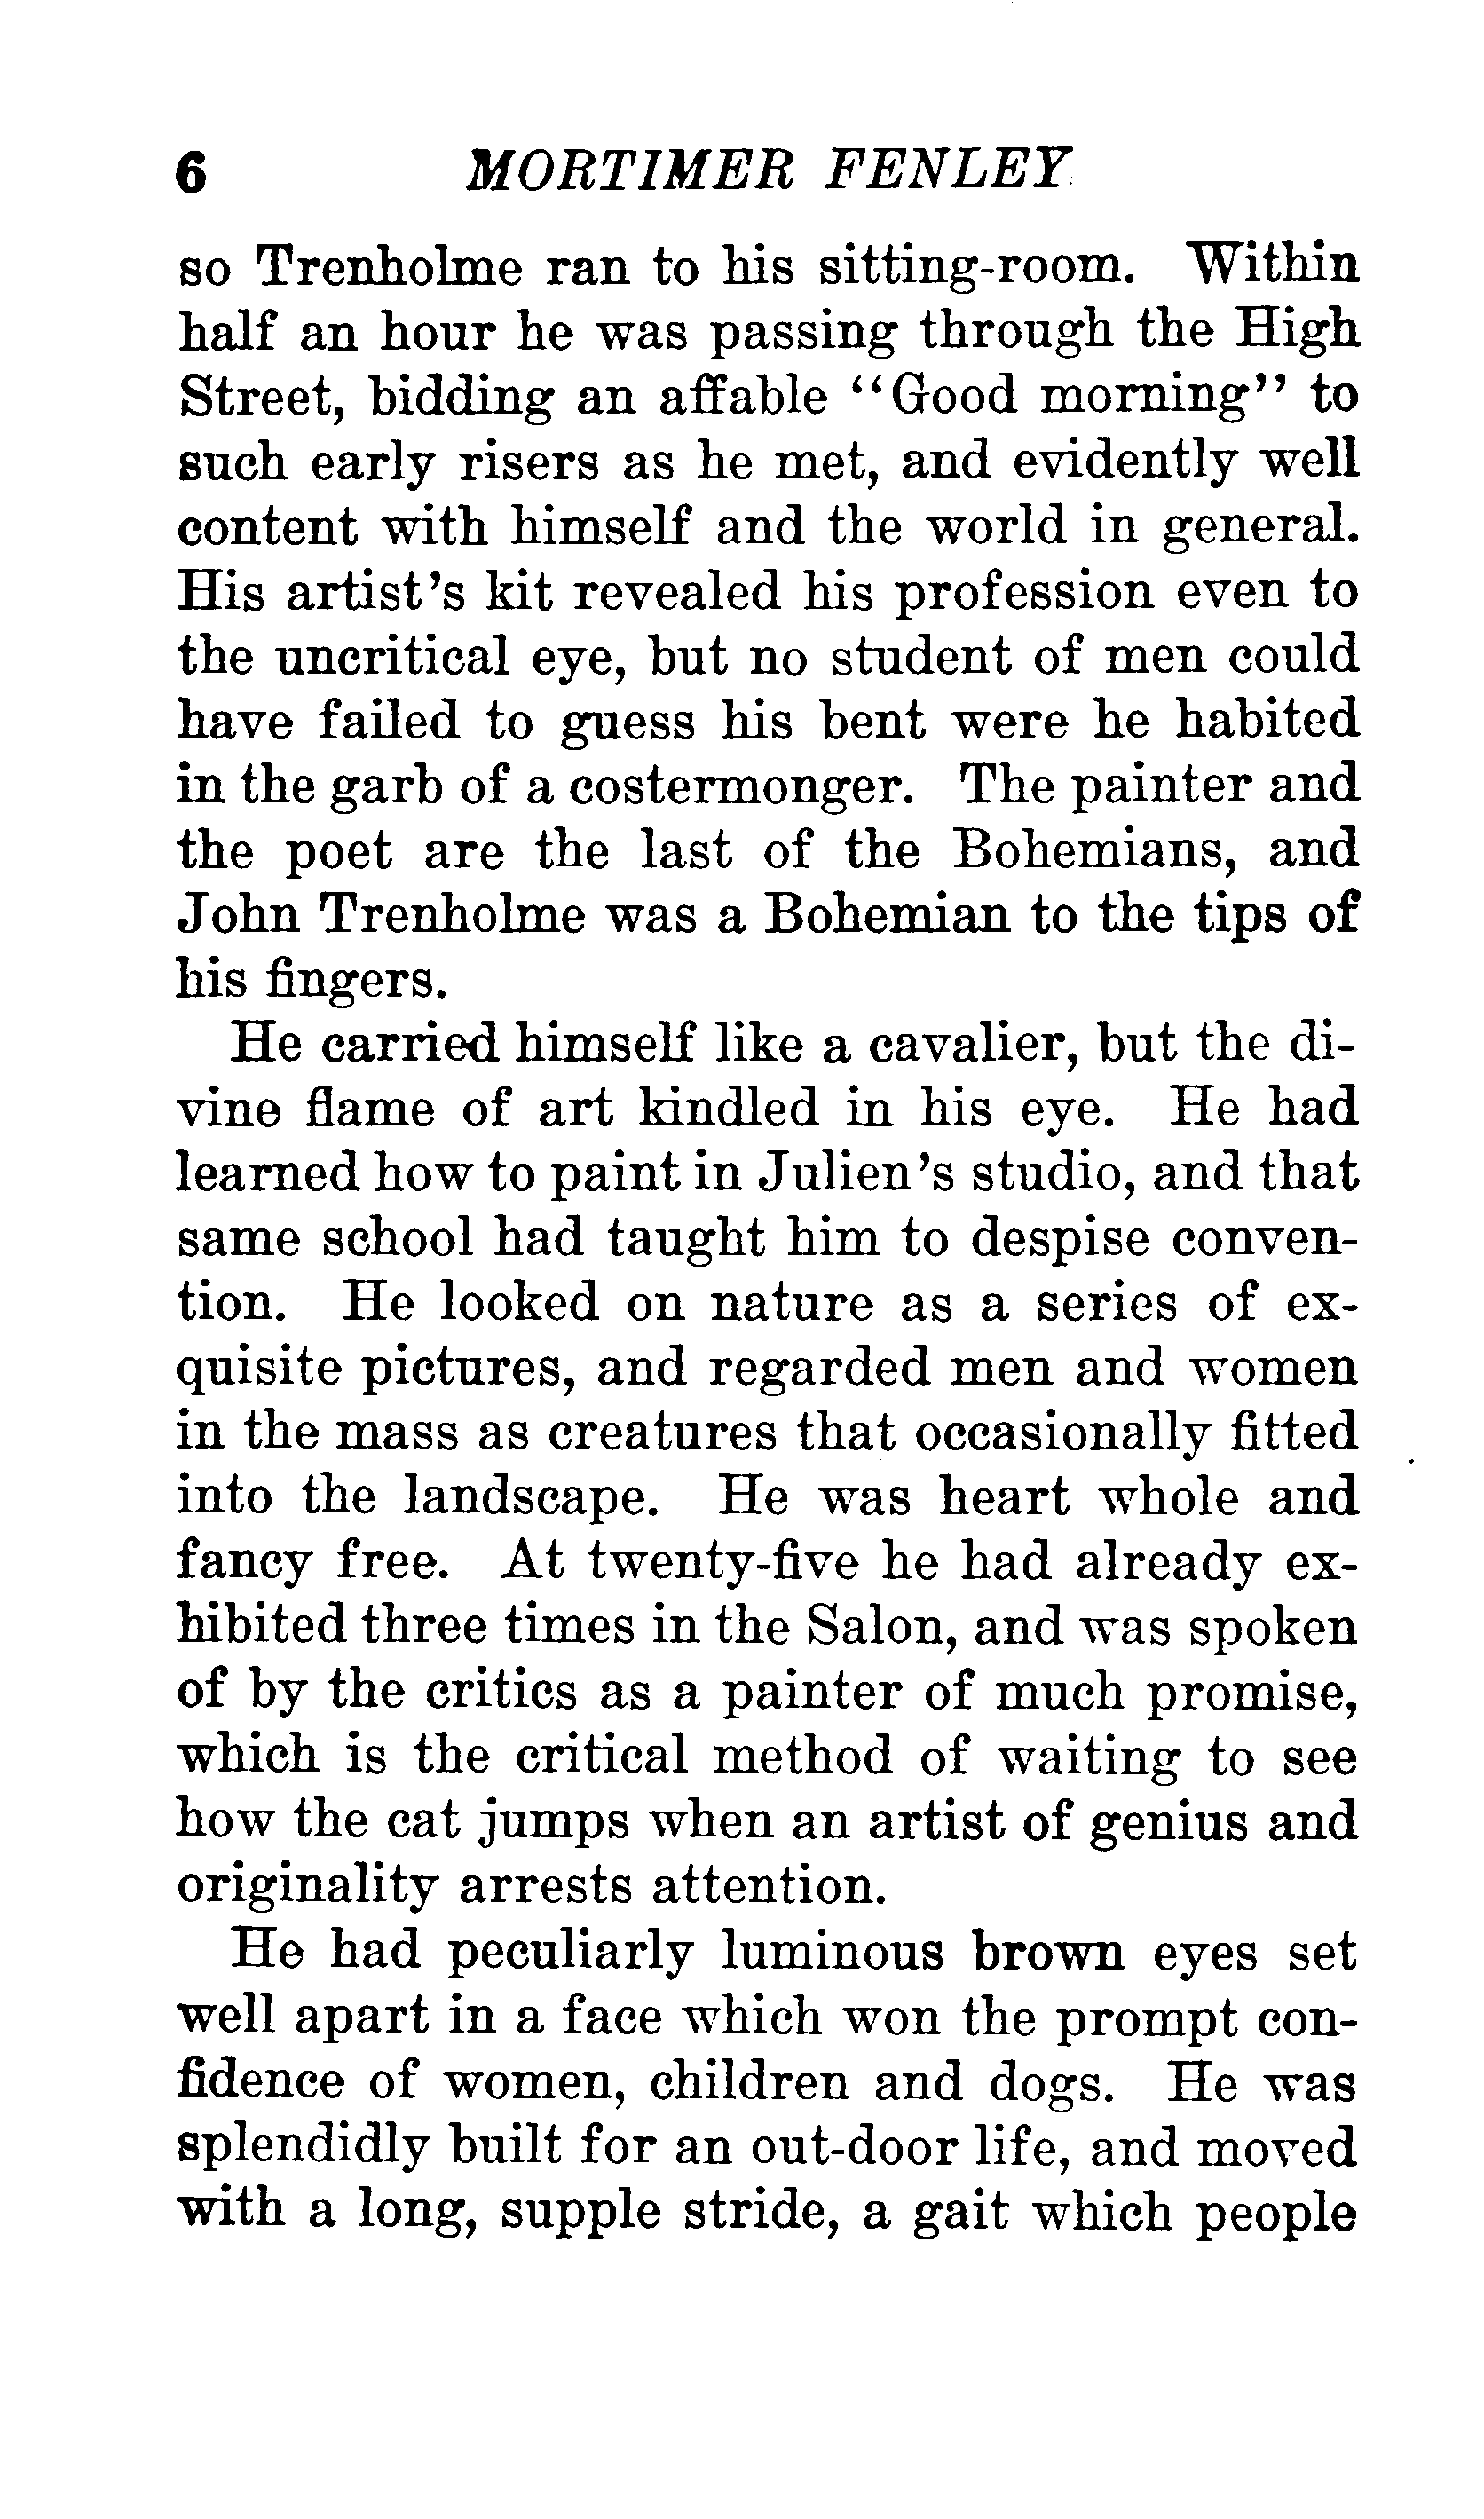 6 MORTIMER FENLEY
so Trenholme ran to his sitting-room. Within
half an hour he was passing through the High
Street, bidding an affable “Good morning” to
such early risers as he met, and evidently well
content with himself and the world in general.
His artist’s kit revealed his profession even to
the uncritical eye, but no student of men could
have failed to guess his bent were he habited
in the garb of a costermonger. The painter and
the poet are the last of the Bohemians, and
John Trenholme was a Bohemian to the tips of
his fingers.
He carried himself like a cavalier, but the di-
vine flame of art kindled in his eye. He had
learned how to paint in Julien’s studio, and that
same school had taught him to despise conven-
tion. He looked on nature as a series of ex-
quisite pictures, and regarded men and women
in the mass as creatures that occasionally fitted
into the landscape. He was heart whole and
fancy free. At twenty-five he had already ex-
hibited three times in the Salon, and was spoken
of by the critics as a painter of much promise,
which is the critical method of waiting to see
how the cat jumps when an artist of genius and
originality arrests attention.
He had peculiarly luminous brown eyes set
well apart in a face which won the prompt con-
fidence of women, children and dogs. He was
splendidly built for an out-door life, and moved
with a long, supple stride, a gait which people